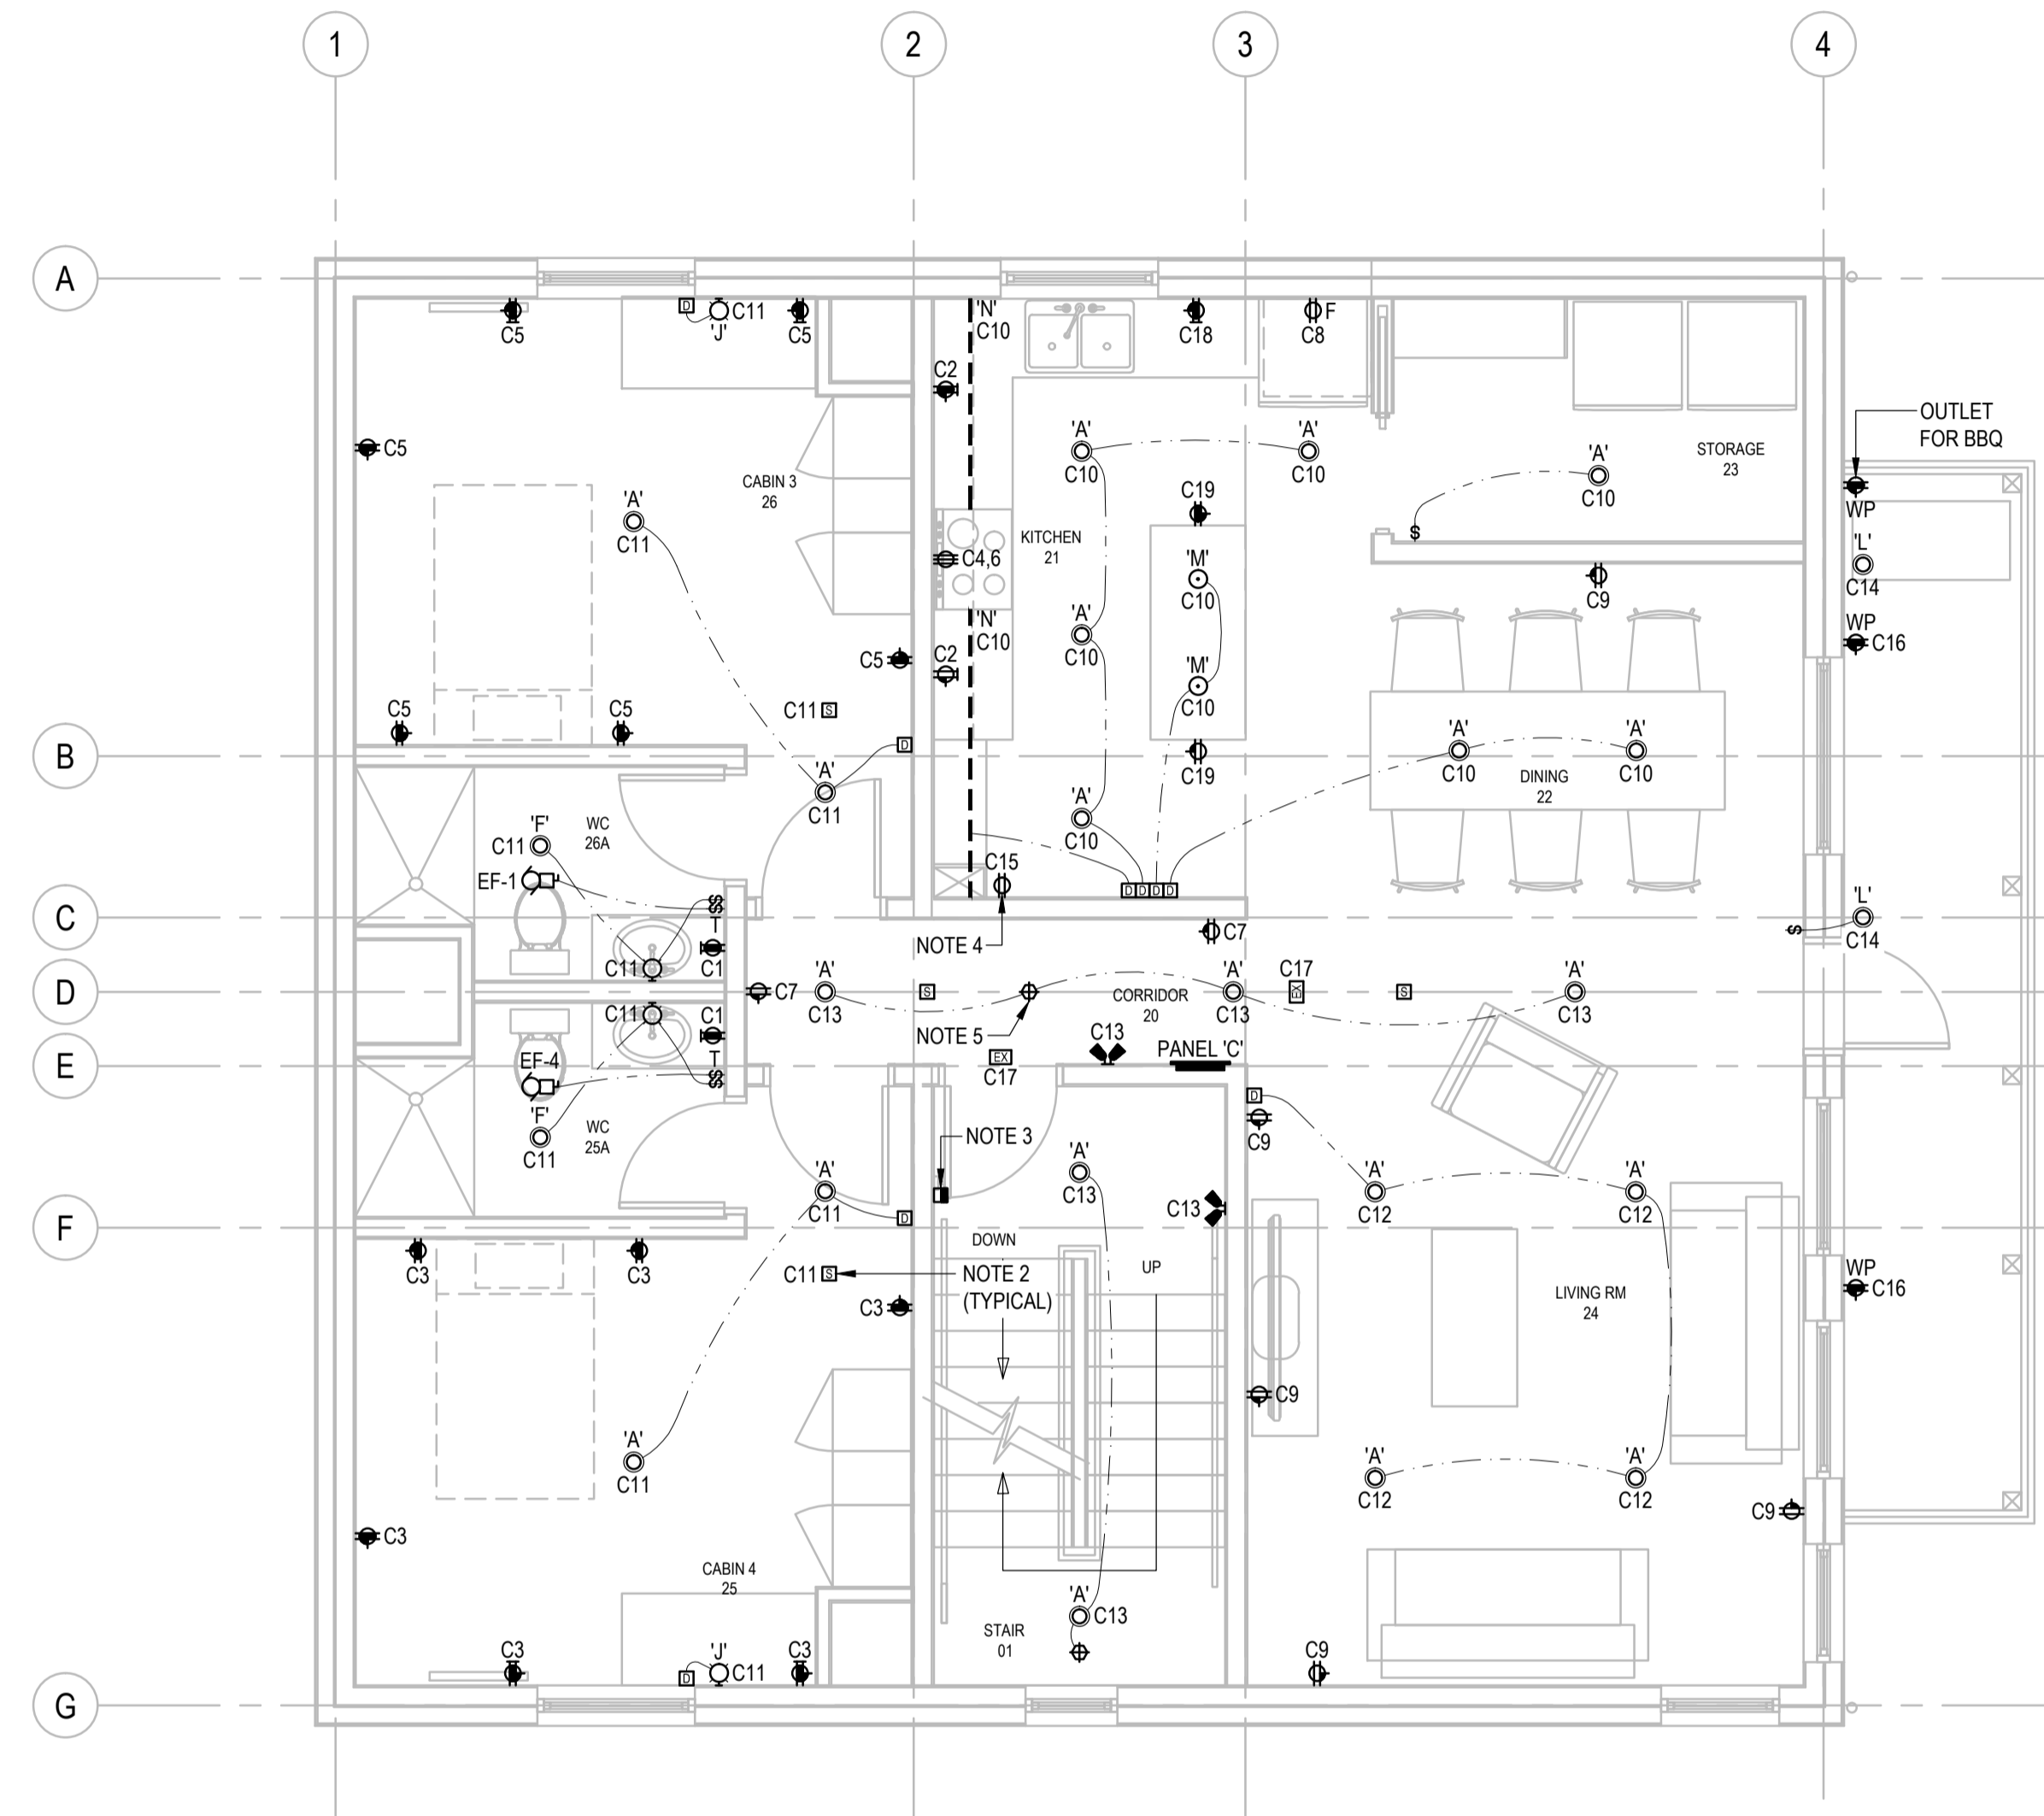 1
2
3
4
A
B
C
D
E
F
G
C5
'J'
C11
C5
C5
CABIN 3
26
'A'
C11
C5
C11
S
C5
C5
D
D
'A'
C11
'N'
C10
C2
C18
F
C8
'A'
C10
'A'
C10
KITCHEN
21
C4,6
C19
'M'
C10
'N'
C10
C2
'A'
C10
'M'
C10
C19
'A'
C10
C15
D D D D
NOTE 4
STORAGE
23
'A'
C10
$
C9
'A'
C10
'A'
C10
DINING
22
OUTLET
FOR BBQ
WP
'L'
C14
WP
C16
'L'
C14
$
'F'
C11
WC
26A
EF-1
$$
T
C11
C1
C7
C11
C1
T
$$
EF-4
'F'
C11
WC
25A
C7
'A'
C13
S
NOTE 5
CORRIDOR
20
'A'
C13
C17
EX
S
'A'
C13
EX
C17
C13
PANEL 'C'
NOTE 3
'A'
C13
C13
D
C9
'A'
C11
D
C3
C3
C11
S
NOTE 2
(TYPICAL)
C3
DOWN
UP
'A'
C12
'A'
C12
LIVING RM
24
WP
C16
C9
'A'
C11
C3
CABIN 4
25
'A'
C12
'A'
C12
C9
STAIR
01
'A'
C13
C3
D
'J'
C11
C3
C9